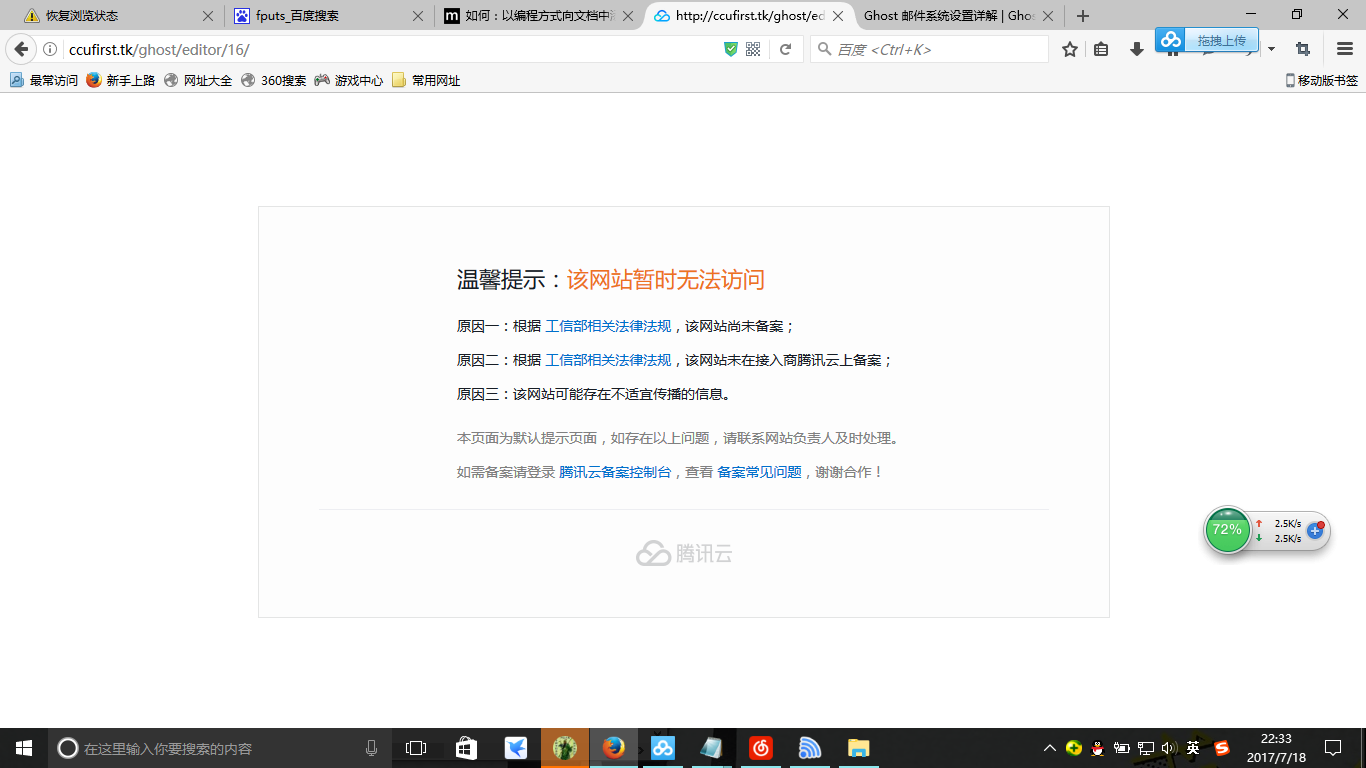 恢复浏览状态
fputs_百度搜索
如何：以编程方式向文档中
http://ccufirst.tk/ghost/ed
Ghost 邮件系统设置详解 | Gho
ccufirst.tk/ghost/editor/16/
百度 <Ctrl+K>
拖拽上传
最常访问 新手上路 网址大全 360搜索 游戏中心 常用网址 移动版书签
温馨提示：该网站暂时无法访问
原因一：根据 工信部相关法律法规，该网站尚未备案；
原因二：根据 工信部相关法律法规，该网站未在接入商腾讯云上备案；
原因三：该网站可能存在不适宜传播的信息。
本页面为默认提示页面，如存在以上问题，请联系网站负责人及时处理。
如需备案请登录 腾讯云备案控制台，查看 备案常见问题，谢谢合作！
腾讯云
72%
2.5K/s
2.5K/s
在这里输入你要搜索的内容
英
22:33
2017/7/18